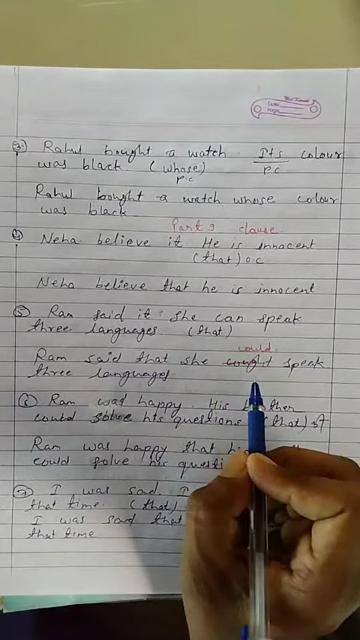 3. Rahul bought a watch. Its colour
was black. (whose)
P.C P.C
Rahul bought a watch whose colour
was black.
Part 3 clause
4. Neha believe it. He is innocent
(that) o.c
Neha believe that he is innocent
5. Ram said it. She can speak
three languages (that)
could
Ram said that she cought speak
three languages
6. Ram was happy. His
could solve his questions (that)
Ram was happy that his
could solve his
7. I was sad. I
that time. (that)
I was sad that
that time